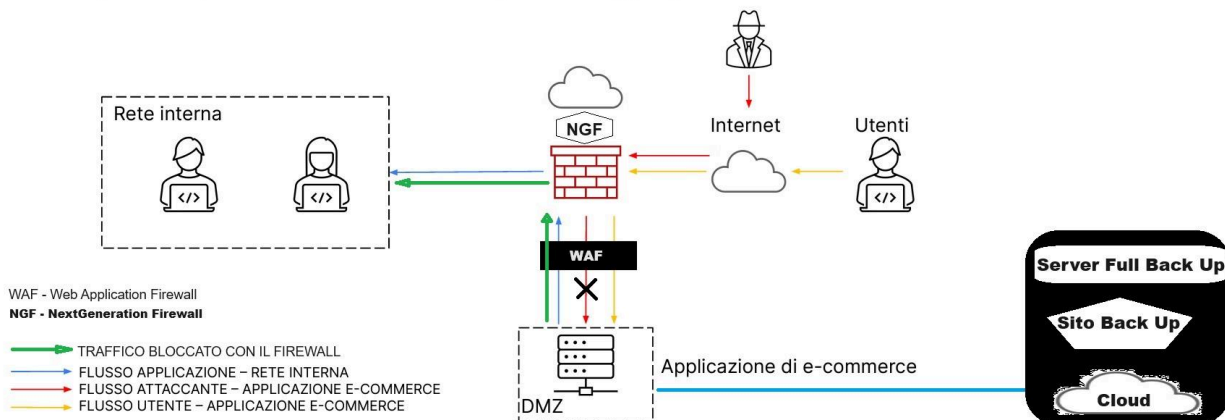 Rete interna
</>
</>
NGF
Internet
Utenti
</>
WAF
Server Full Back Up
Sito Back Up
Cloud
WAF - Web Application Firewall
NGF - NextGeneration Firewall
TRAFFICO BLOCCATO CON IL FIREWALL
FLUSSO APPLICAZIONE – RETE INTERNA
FLUSSO ATTACCANTE – APPLICAZIONE E-COMMERCE
FLUSSO UTENTE – APPLICAZIONE E-COMMERCE
DMZ
Applicazione di e-commerce